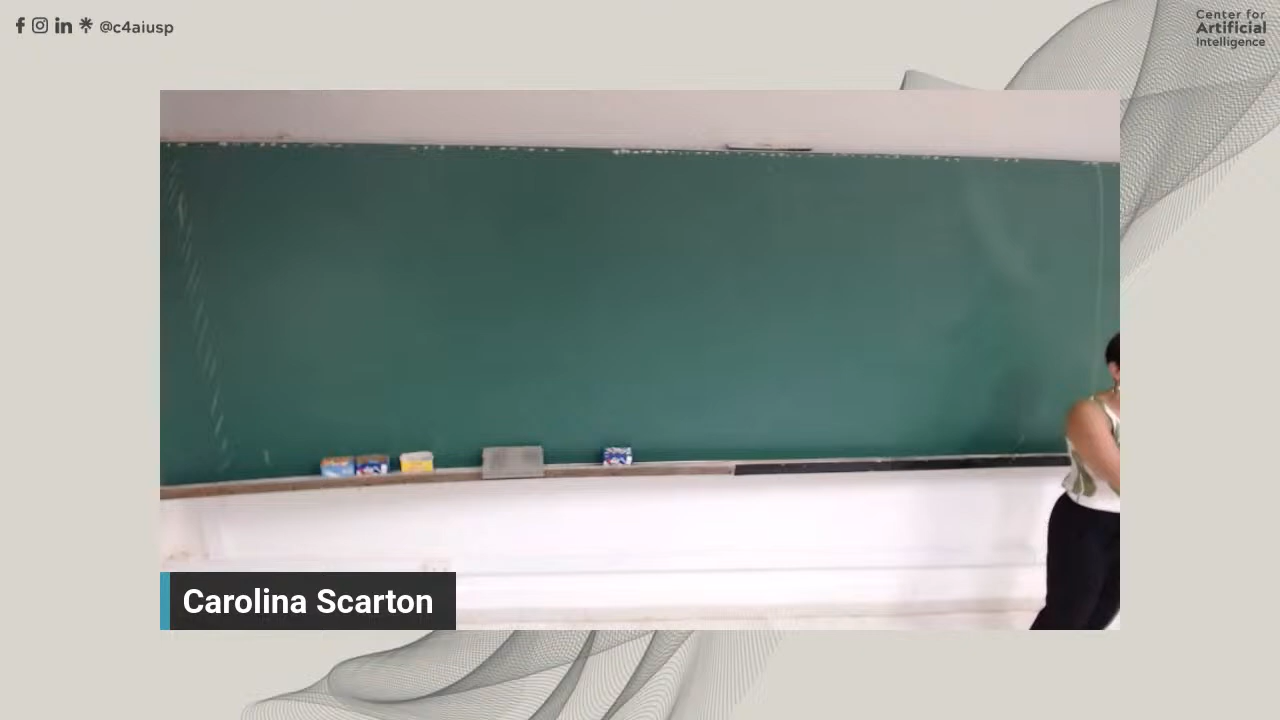 @c4aiusp
Center for
Artificial
Intelligence
Carolina Scarton